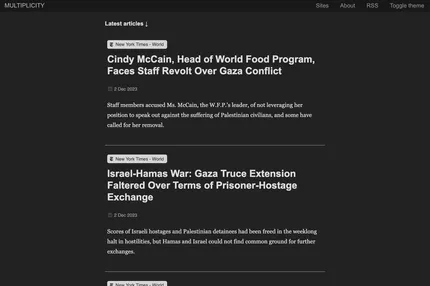 MULTIPLICITY Sites About RSS Toggle theme
Latest articles ↓
New York Times - World
Cindy McCain, Head of World Food Program,
Faces Staff Revolt Over Gaza Conflict
2 Dec 2023
Staff members accused Ms. McCain, the W.F.P.'s leader, of not leveraging her
position to speak out against the suffering of Palestinian civilians, and some have
called for her removal.
New York Times - World
Israel-Hamas War: Gaza Truce Extension
Faltered Over Terms of Prisoner-Hostage
Exchange
2 Dec 2023
Scores of Israeli hostages and Palestinian detainees had been freed in the weeklong
halt in hostilities, but Hamas and Israel could not find common ground for further
exchanges.
New York Times - World